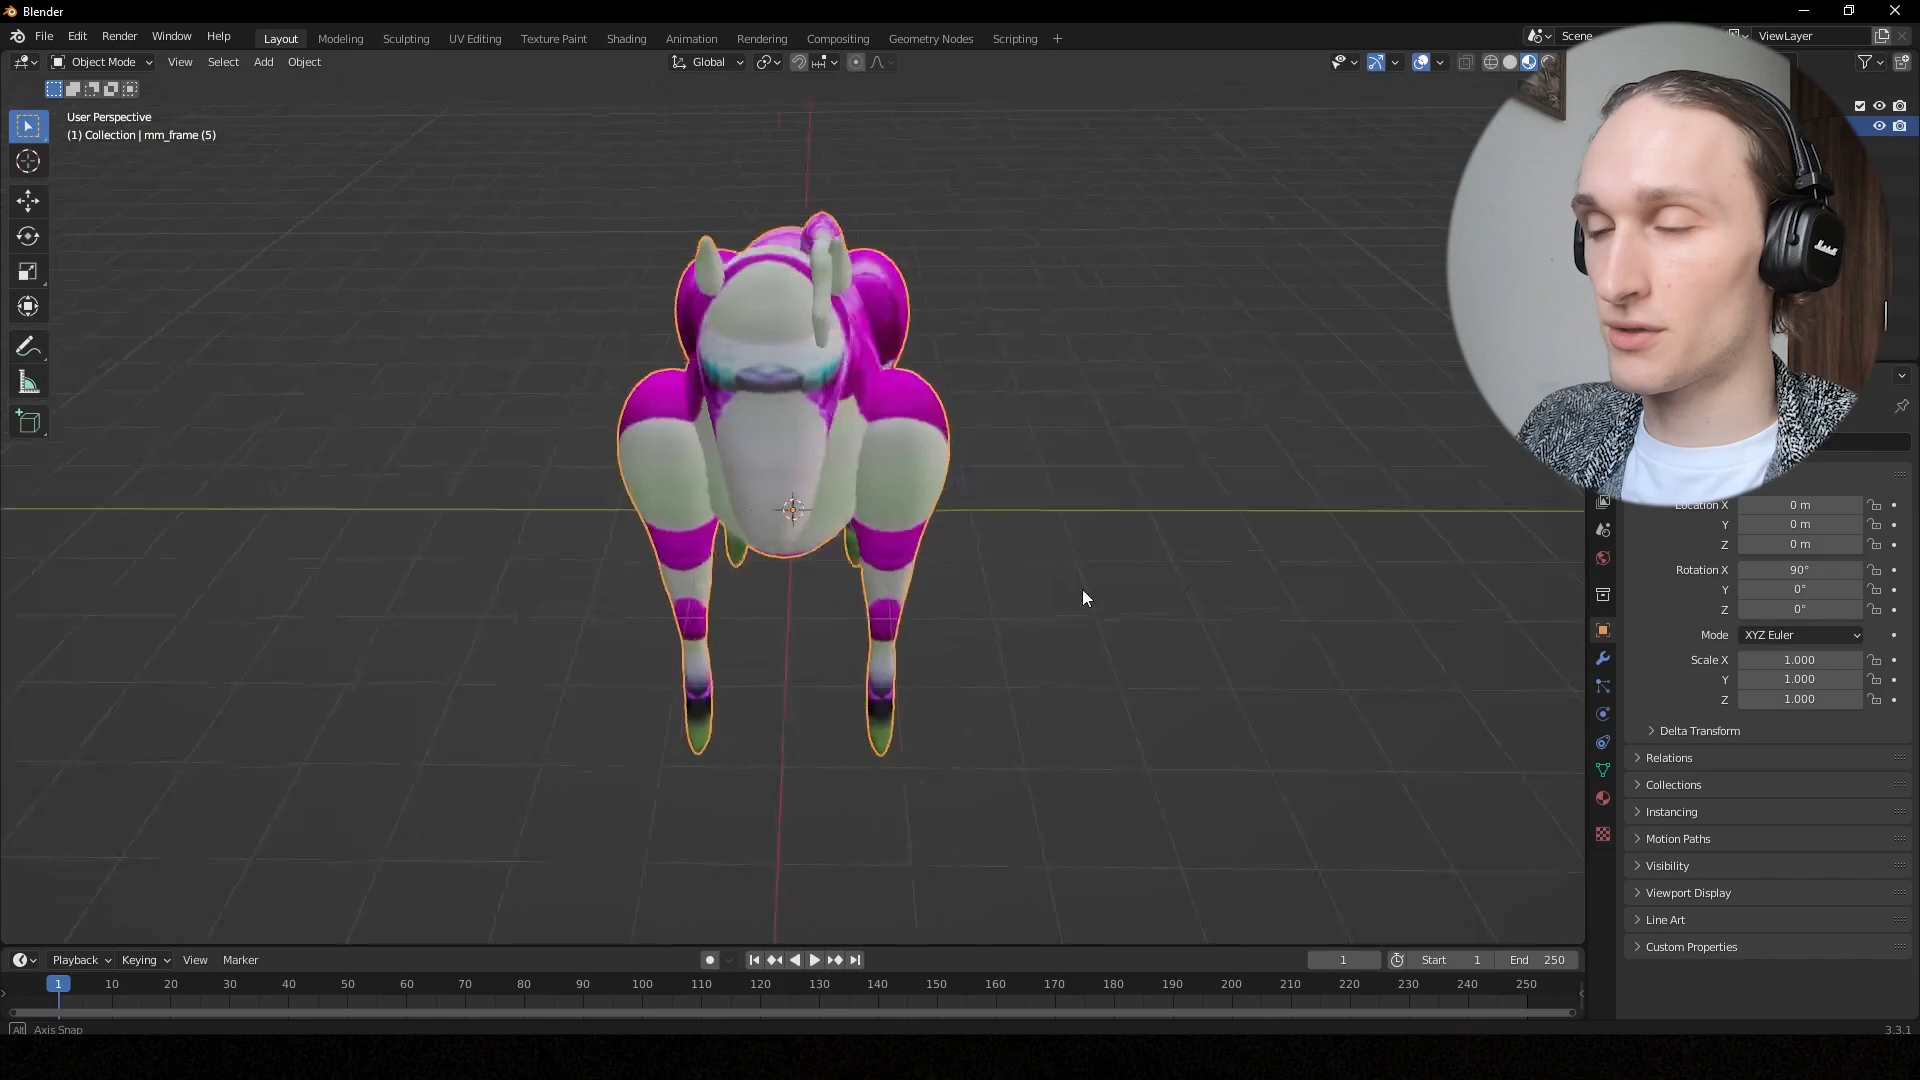 Blender
File Edit Render Window Help
Layout Modeling Sculpting UV Editing Texture Paint Shading Animation Rendering Compositing Geometry Nodes Scripting +
Scene ViewLayer
Object Mode View Select Add Object
Global
User Perspective
(1) Collection | mm_frame (5)
Marshall
Location X 0 m
Y 0 m
Z 0 m
Rotation X 90°
Y 0°
Z 0°
Mode XYZ Euler
Scale X 1.000
Y 1.000
Z 1.000
Delta Transform
Relations
Collections
Instancing
Motion Paths
Visibility
Viewport Display
Line Art
Custom Properties
Playback Keying View Marker
1 Start 1 End 250
1 10 20 30 40 50 60 70 80 90 100 110 120 130 140 150 160 170 180 190 200 210 220 230 240 250
Alt Axis Snap
3.3.1